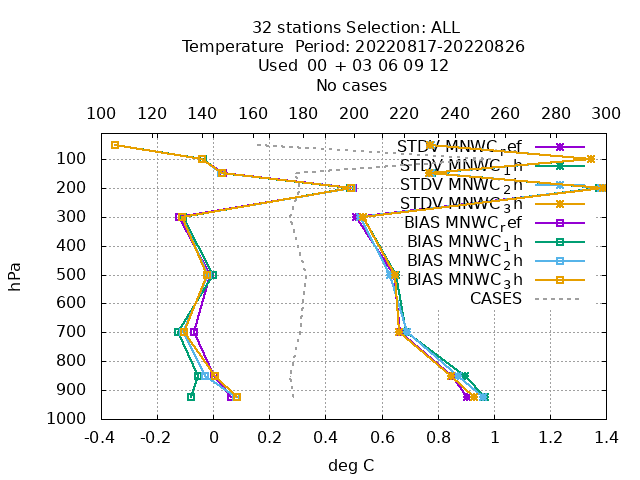 32 stations Selection: ALL
Temperature  Period: 20220817-20220826
Used  00 + 03 06 09 12
No cases
100 120 140 160 180 200 220 240 260 280 300
STDV MNWC_ref
STDV MNWC_1h
STDV MNWC_2h
STDV MNWC_3h
BIAS MNWC_ref
BIAS MNWC_1h
BIAS MNWC_2h
BIAS MNWC_3h
CASES
hPa
100
200
300
400
500
600
700
800
900
1000
-0.4 -0.2 0 0.2 0.4 0.6 0.8 1 1.2 1.4
deg C